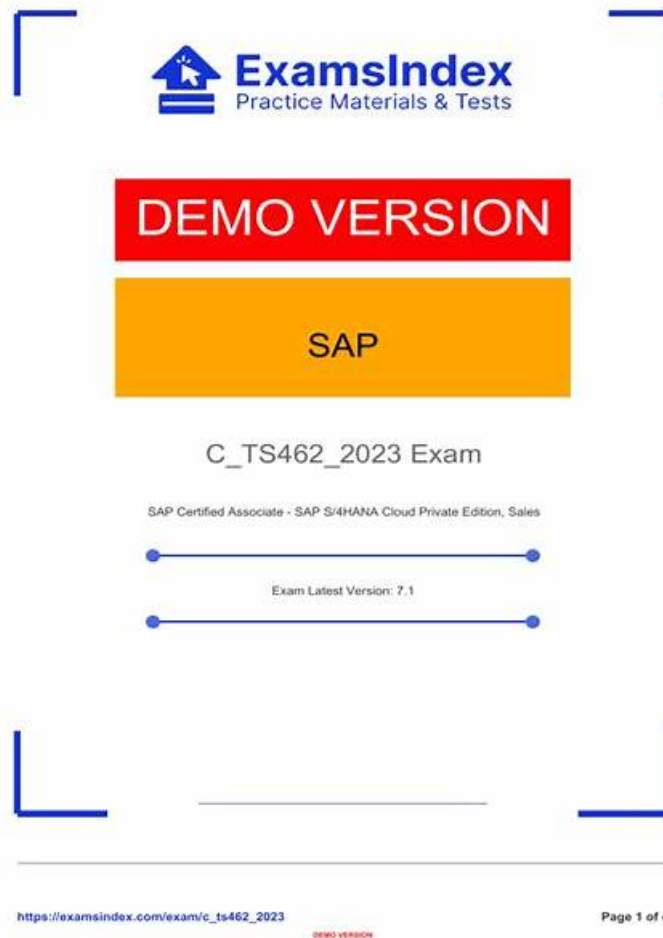 ExamsIndex
Practice Materials & Tests
DEMO VERSION
SAP
C_TS462_2023 Exam
SAP Certified Associate - SAP S/4HANA Cloud Private Edition, Sales
Exam Latest Version: 7.1
https://examsindex.com/exam/c_ts462_2023
Page 1 of
DEMO VERSION